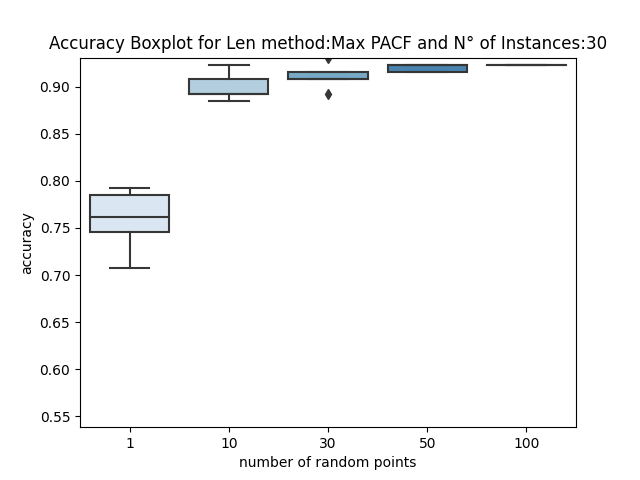 Accuracy Boxplot for Len method:Max PACF and N° of Instances:30
0.90
0.85
0.80
0.75
0.70
0.65
0.60
0.55
accuracy
1 10 30 50 100
number of random points